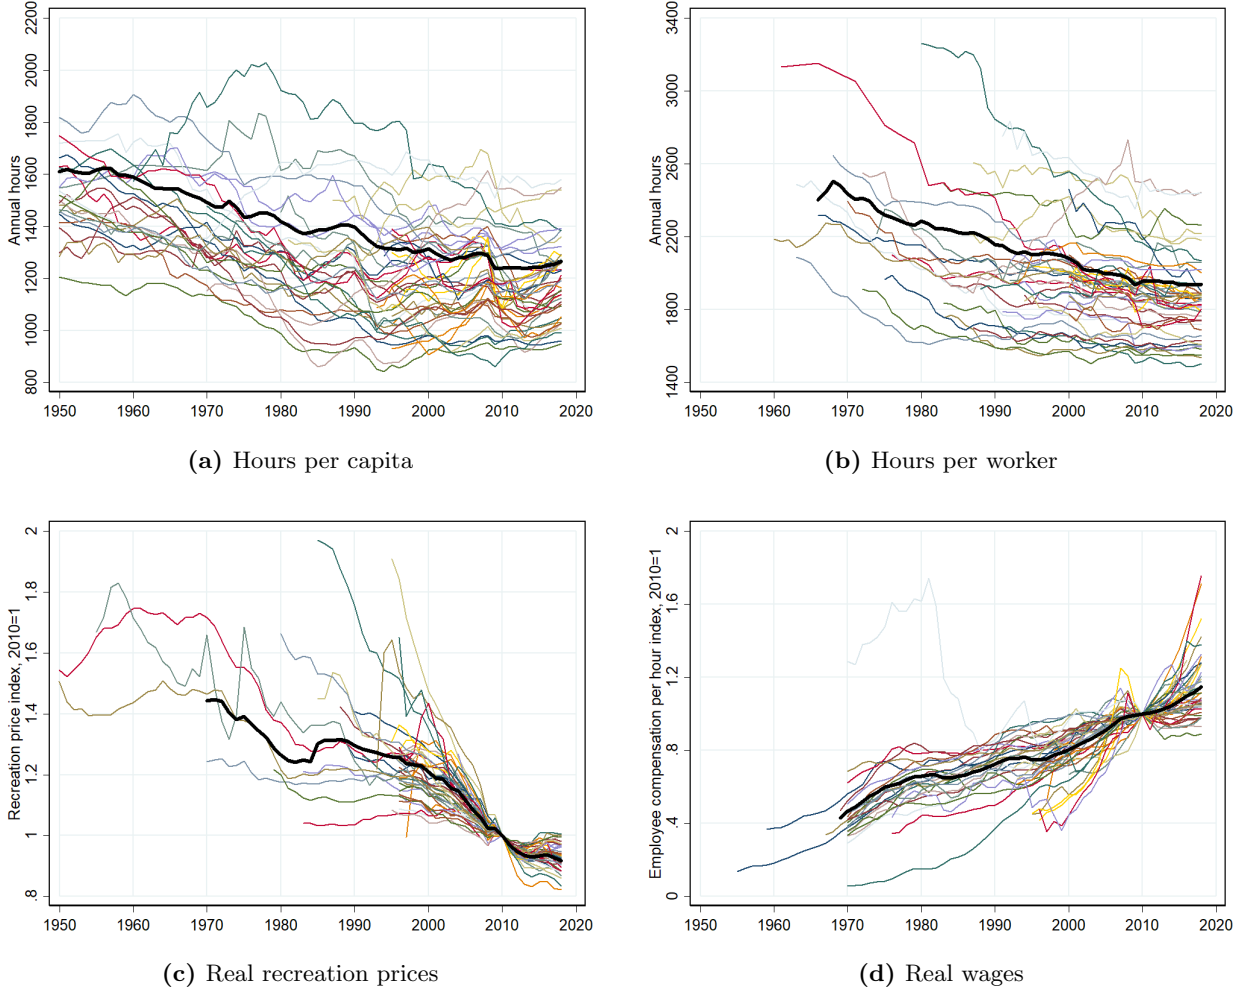 2200
2000
1800
1600
1400
1200
1000
800
Annual hours
1950 1960 1970 1980 1990 2000 2010 2020
(a) Hours per capita
3400
3000
2600
2200
1800
1400
Annual hours
1950 1960 1970 1980 1990 2000 2010 2020
(b) Hours per worker
2
1.8
1.6
1.4
1.2
1
.8
Recreation price index, 2010=1
1950 1960 1970 1980 1990 2000 2010 2020
(c) Real recreation prices
2
1.6
1.2
.8
.4
0
Employee compensation per hour index, 2010=1
1950 1960 1970 1980 1990 2000 2010 2020
(d) Real wages